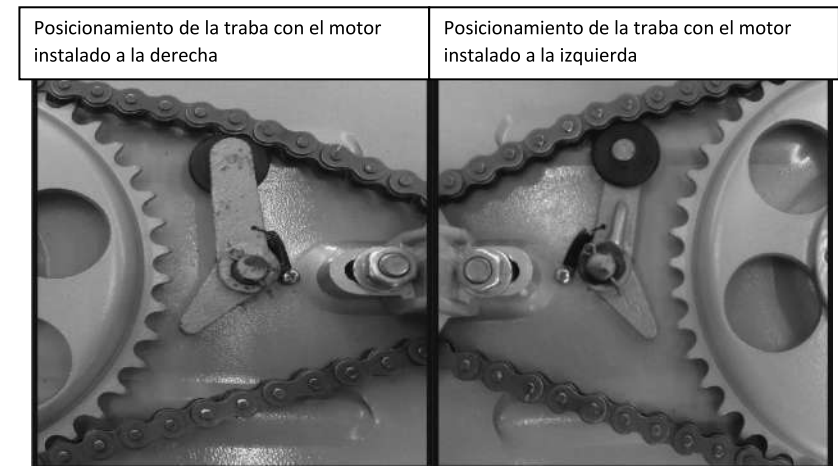 Posicionamiento de la traba con el motor
instalado a la derecha
Posicionamiento de la traba con el motor
instalado a la izquierda